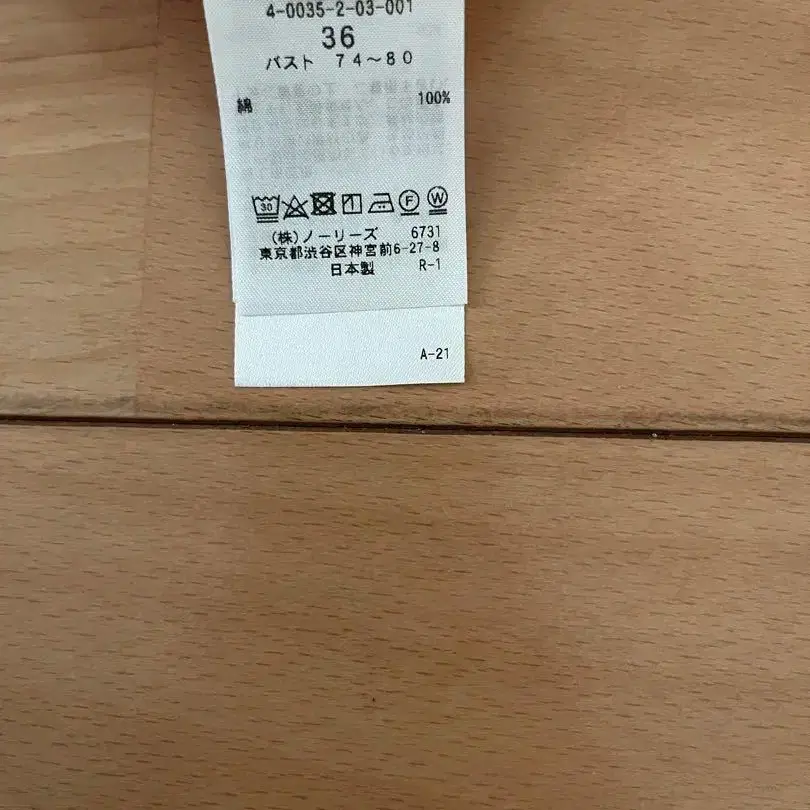 4-0035-2-03-001
36
バスト 74～80
綿 100%
30 F W
(株)ノーリーズ 6731
東京都渋谷区神宮前6-27-8
日本製 R-1
A-21